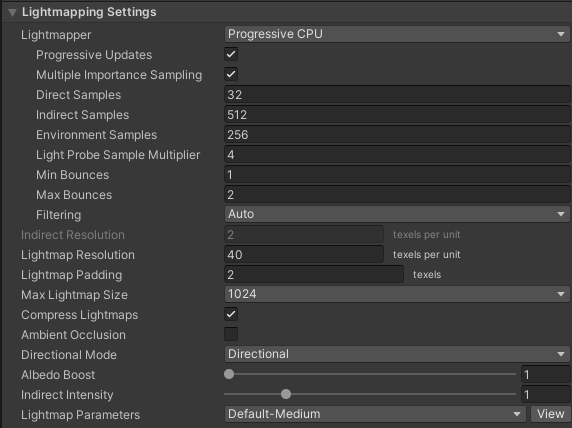 Lightmapping Settings
Lightmapper Progressive CPU
Progressive Updates
Multiple Importance Sampling
Direct Samples 32
Indirect Samples 512
Environment Samples 256
Light Probe Sample Multiplier 4
Min Bounces 1
Max Bounces 2
Filtering Auto
Indirect Resolution 2 texels per unit
Lightmap Resolution 40 texels per unit
Lightmap Padding 2 texels
Max Lightmap Size 1024
Compress Lightmaps
Ambient Occlusion
Directional Mode Directional
Albedo Boost 1
Indirect Intensity 1
Lightmap Parameters Default-Medium View